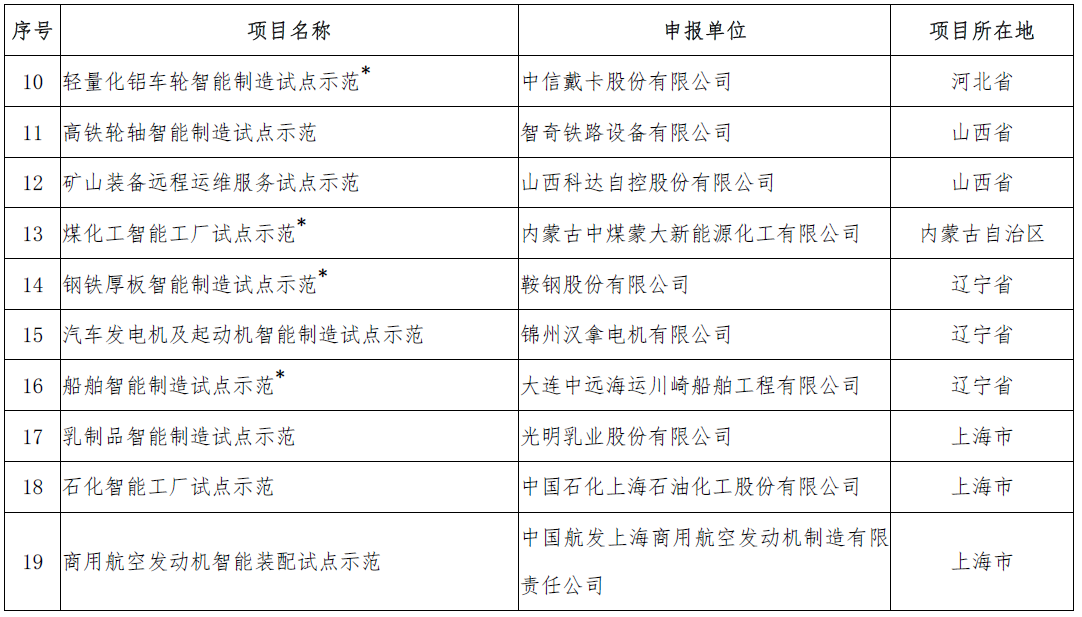 序号 项目名称 申报单位 项目所在地
10 轻量化铝车轮智能制造试点示范* 中信戴卡股份有限公司 河北省
11 高铁轮轴智能制造试点示范 智奇铁路设备有限公司 山西省
12 矿山装备远程运维服务试点示范 山西科达自控股份有限公司 山西省
13 煤化工智能工厂试点示范* 内蒙古中煤蒙大新能源化工有限公司 内蒙古自治区
14 钢铁厚板智能制造试点示范* 鞍钢股份有限公司 辽宁省
15 汽车发电机及起动机智能制造试点示范 锦州汉拿电机有限公司 辽宁省
16 船舶智能制造试点示范* 大连中远海运川崎船舶工程有限公司 辽宁省
17 乳制品智能制造试点示范 光明乳业股份有限公司 上海市
18 石化智能工厂试点示范 中国石化上海石油化工股份有限公司 上海市
19 商用航空发动机智能装配试点示范 中国航发上海商用航空发动机制造有限 上海市
责任公司